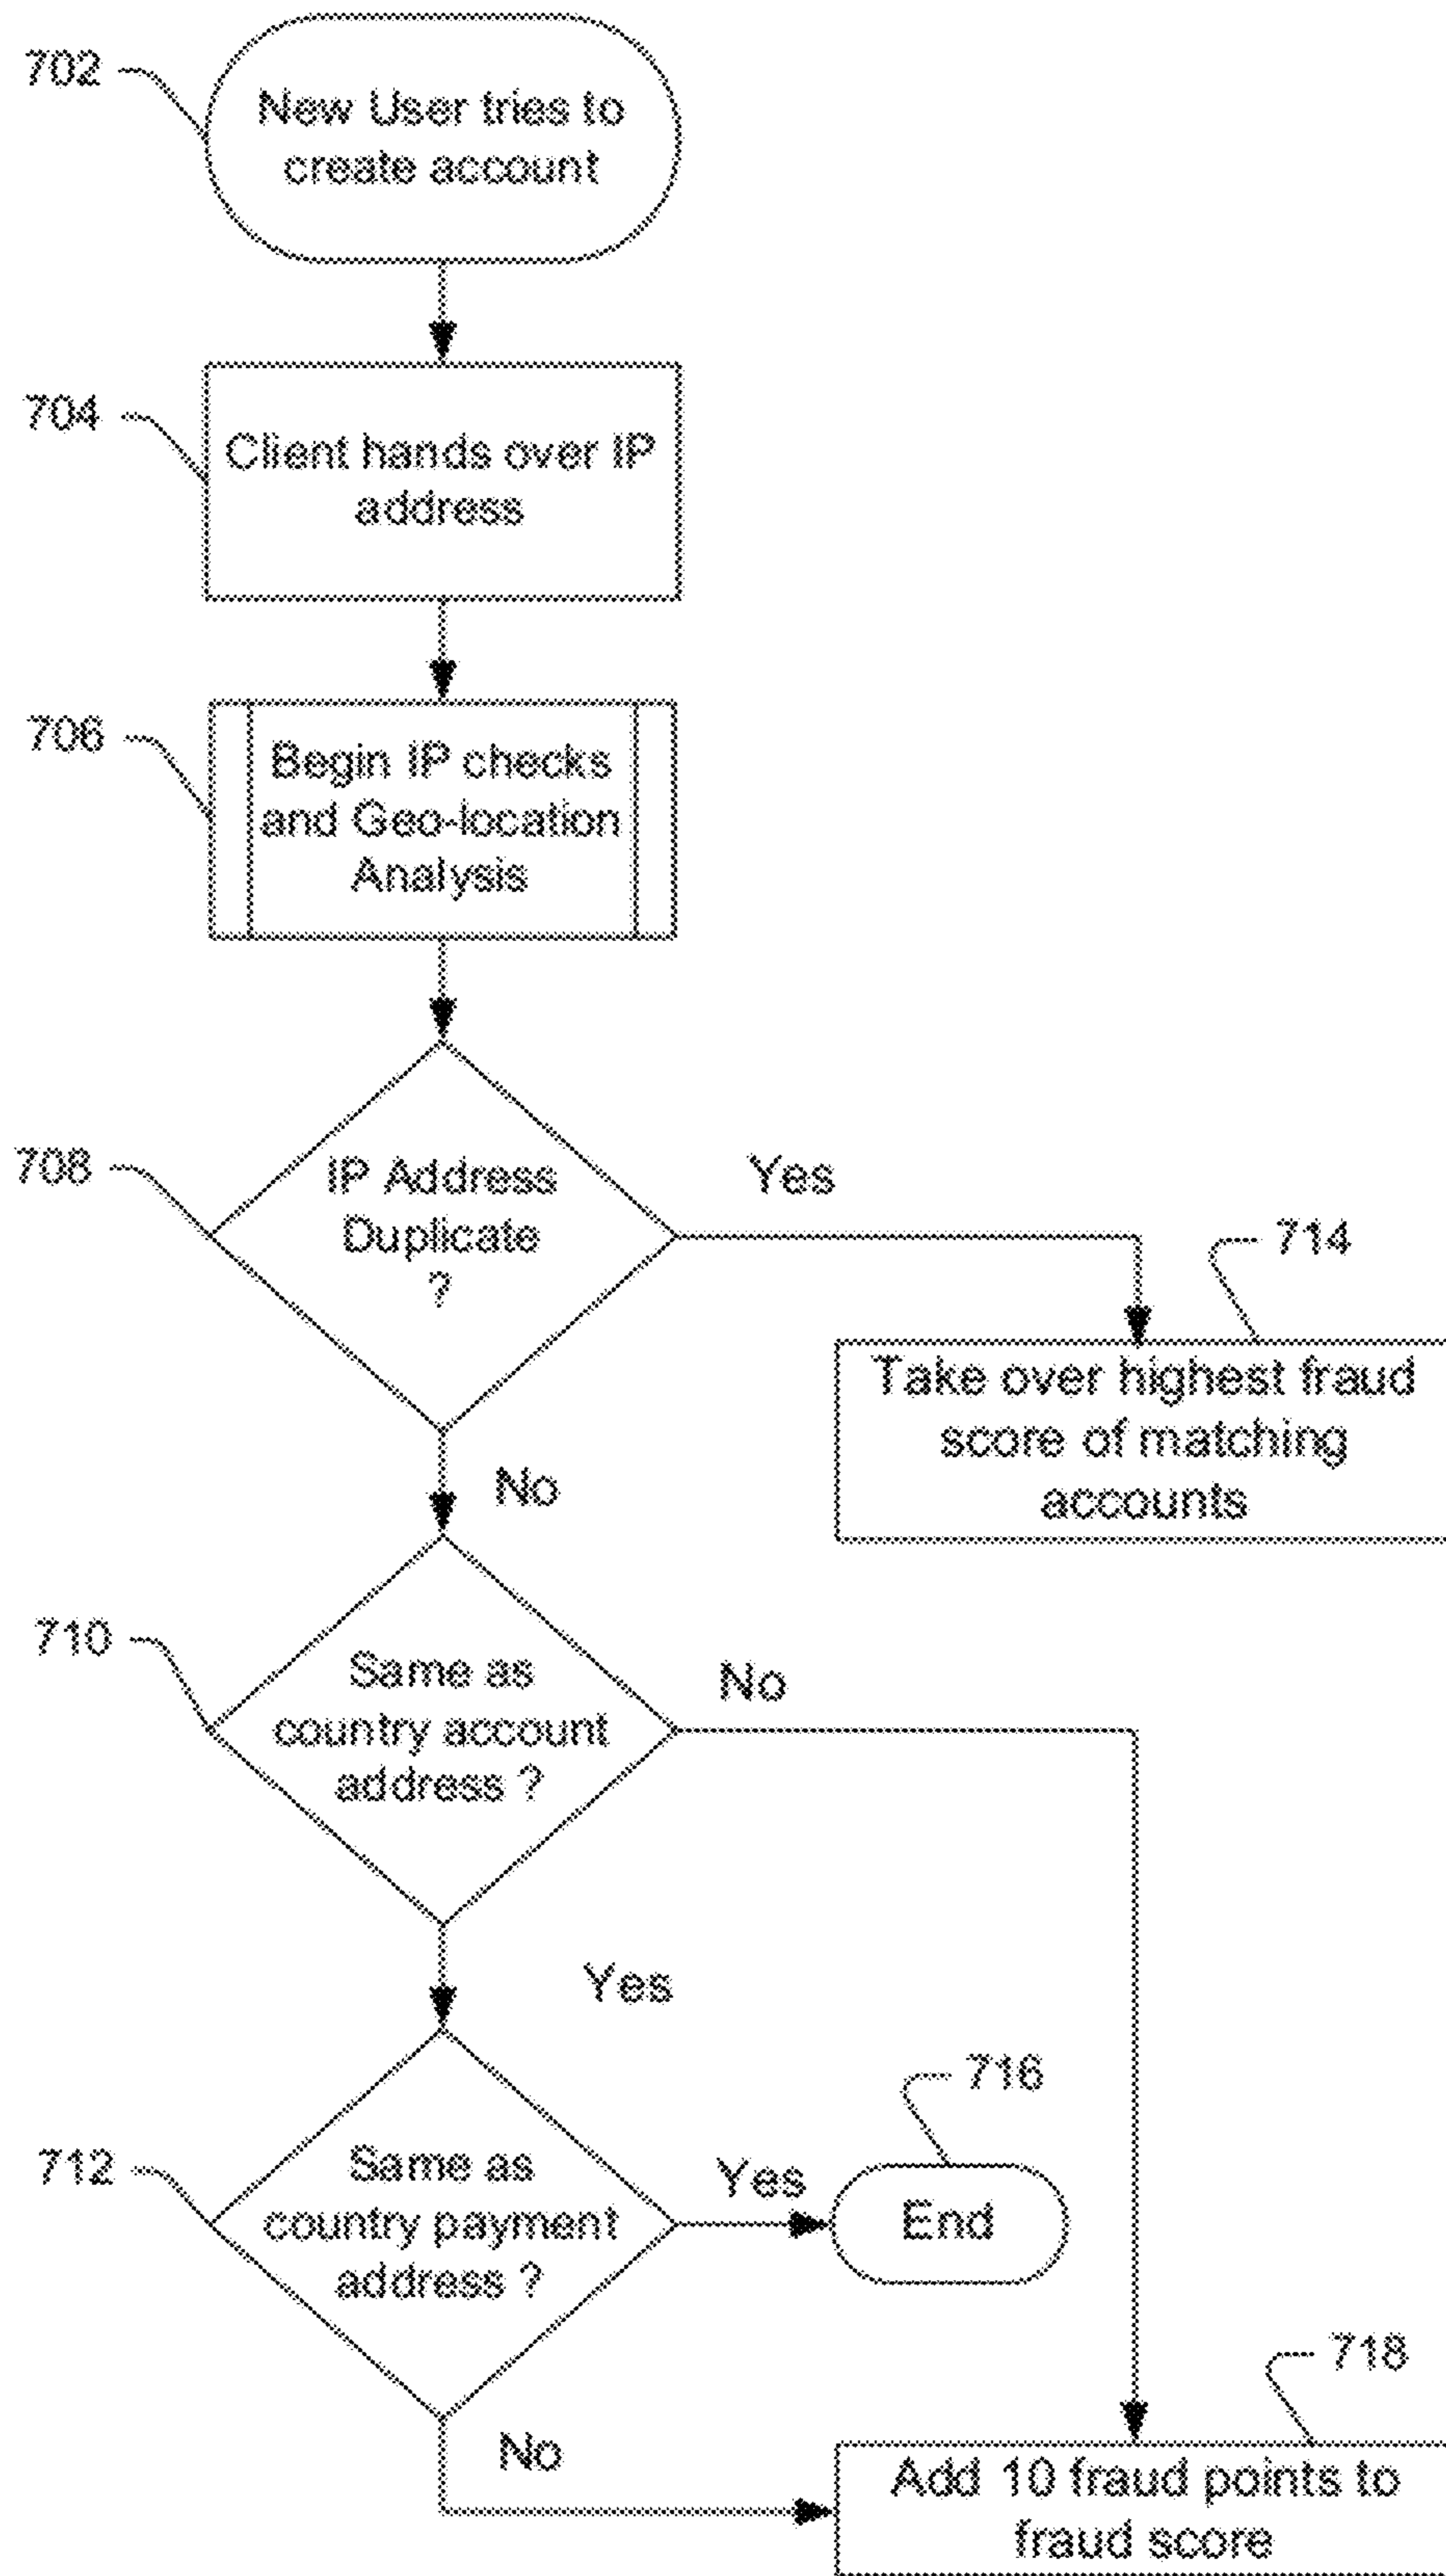 702
New User tries to
create account
704
Client hands over IP
address
706
Begin IP checks
and Geo-location
Analysis
708
IP Address
Duplicate
?
Yes
714
Take over highest fraud
score of matching
accounts
No
710
Same as
country account
address ?
No
Yes
712
Same as
country payment
address ?
Yes
716
End
No
718
Add 10 fraud points to
fraud score